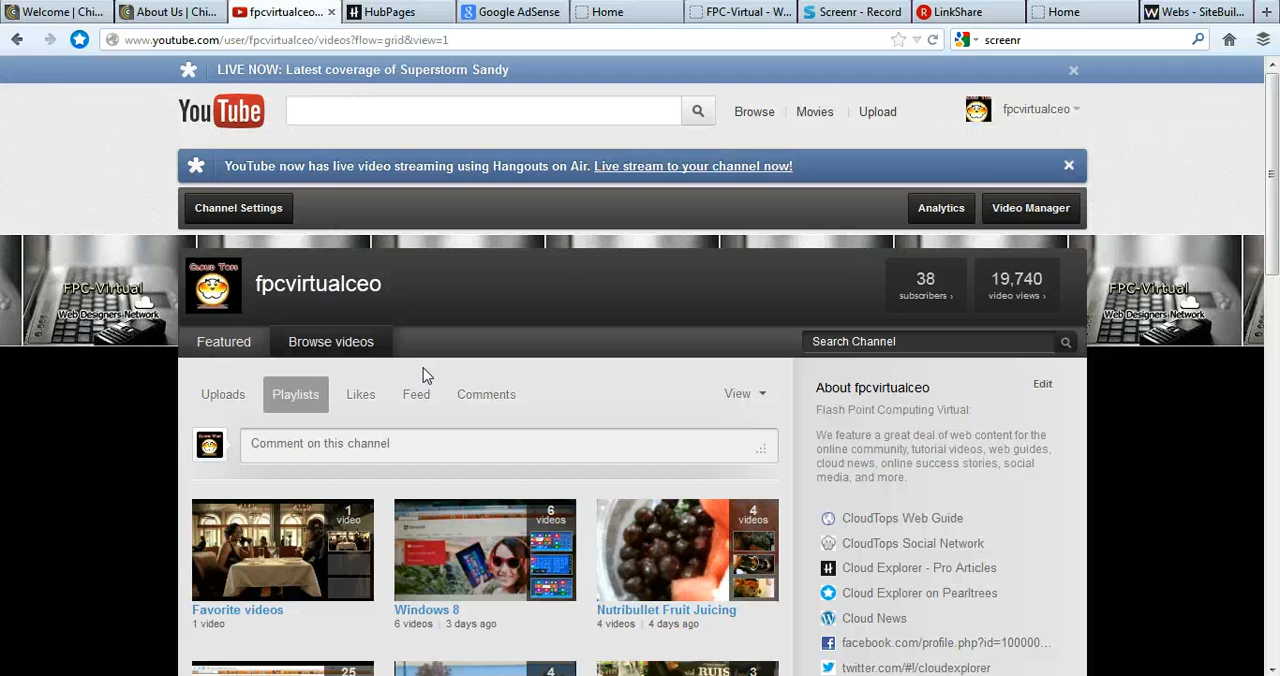 Welcome | Chi...
About Us | Chi...
fpcvirtualceo...
HubPages
Google AdSense
Home
FPC-Virtual - W...
Screenr - Record
LinkShare
Home
Webs - SiteBuil...
www.youtube.com/user/fpcvirtualceo/videos?flow=grid&view=1
screenr
LIVE NOW: Latest coverage of Superstorm Sandy
YouTube
Browse
Movies
Upload
fpcvirtualceo
YouTube now has live video streaming using Hangouts on Air. Live stream to your channel now!
Channel Settings
Analytics
Video Manager
FPC-Virtual
Web Designers Network
CLOUD TOPS
fpcvirtualceo
38
subscribers ›
19,740
video views ›
FPC-Virtual
Web Designers Network
Featured
Browse videos
Search Channel
Uploads
Playlists
Likes
Feed
Comments
View
Comment on this channel
About fpcvirtualceo
Edit
Flash Point Computing Virtual:
We feature a great deal of web content for the
online community, tutorial videos, web guides,
cloud news, online success stories, social
media, and more.
CloudTops Web Guide
CloudTops Social Network
Cloud Explorer - Pro Articles
Cloud Explorer on Pearltrees
Cloud News
facebook.com/profile.php?id=100000...
twitter.com/#!/cloudexplorer
1
video
6
videos
4
videos
Favorite videos
1 video
Windows 8
6 videos | 3 days ago
Nutribullet Fruit Juicing
4 videos | 4 days ago
25
4
RUIS
3